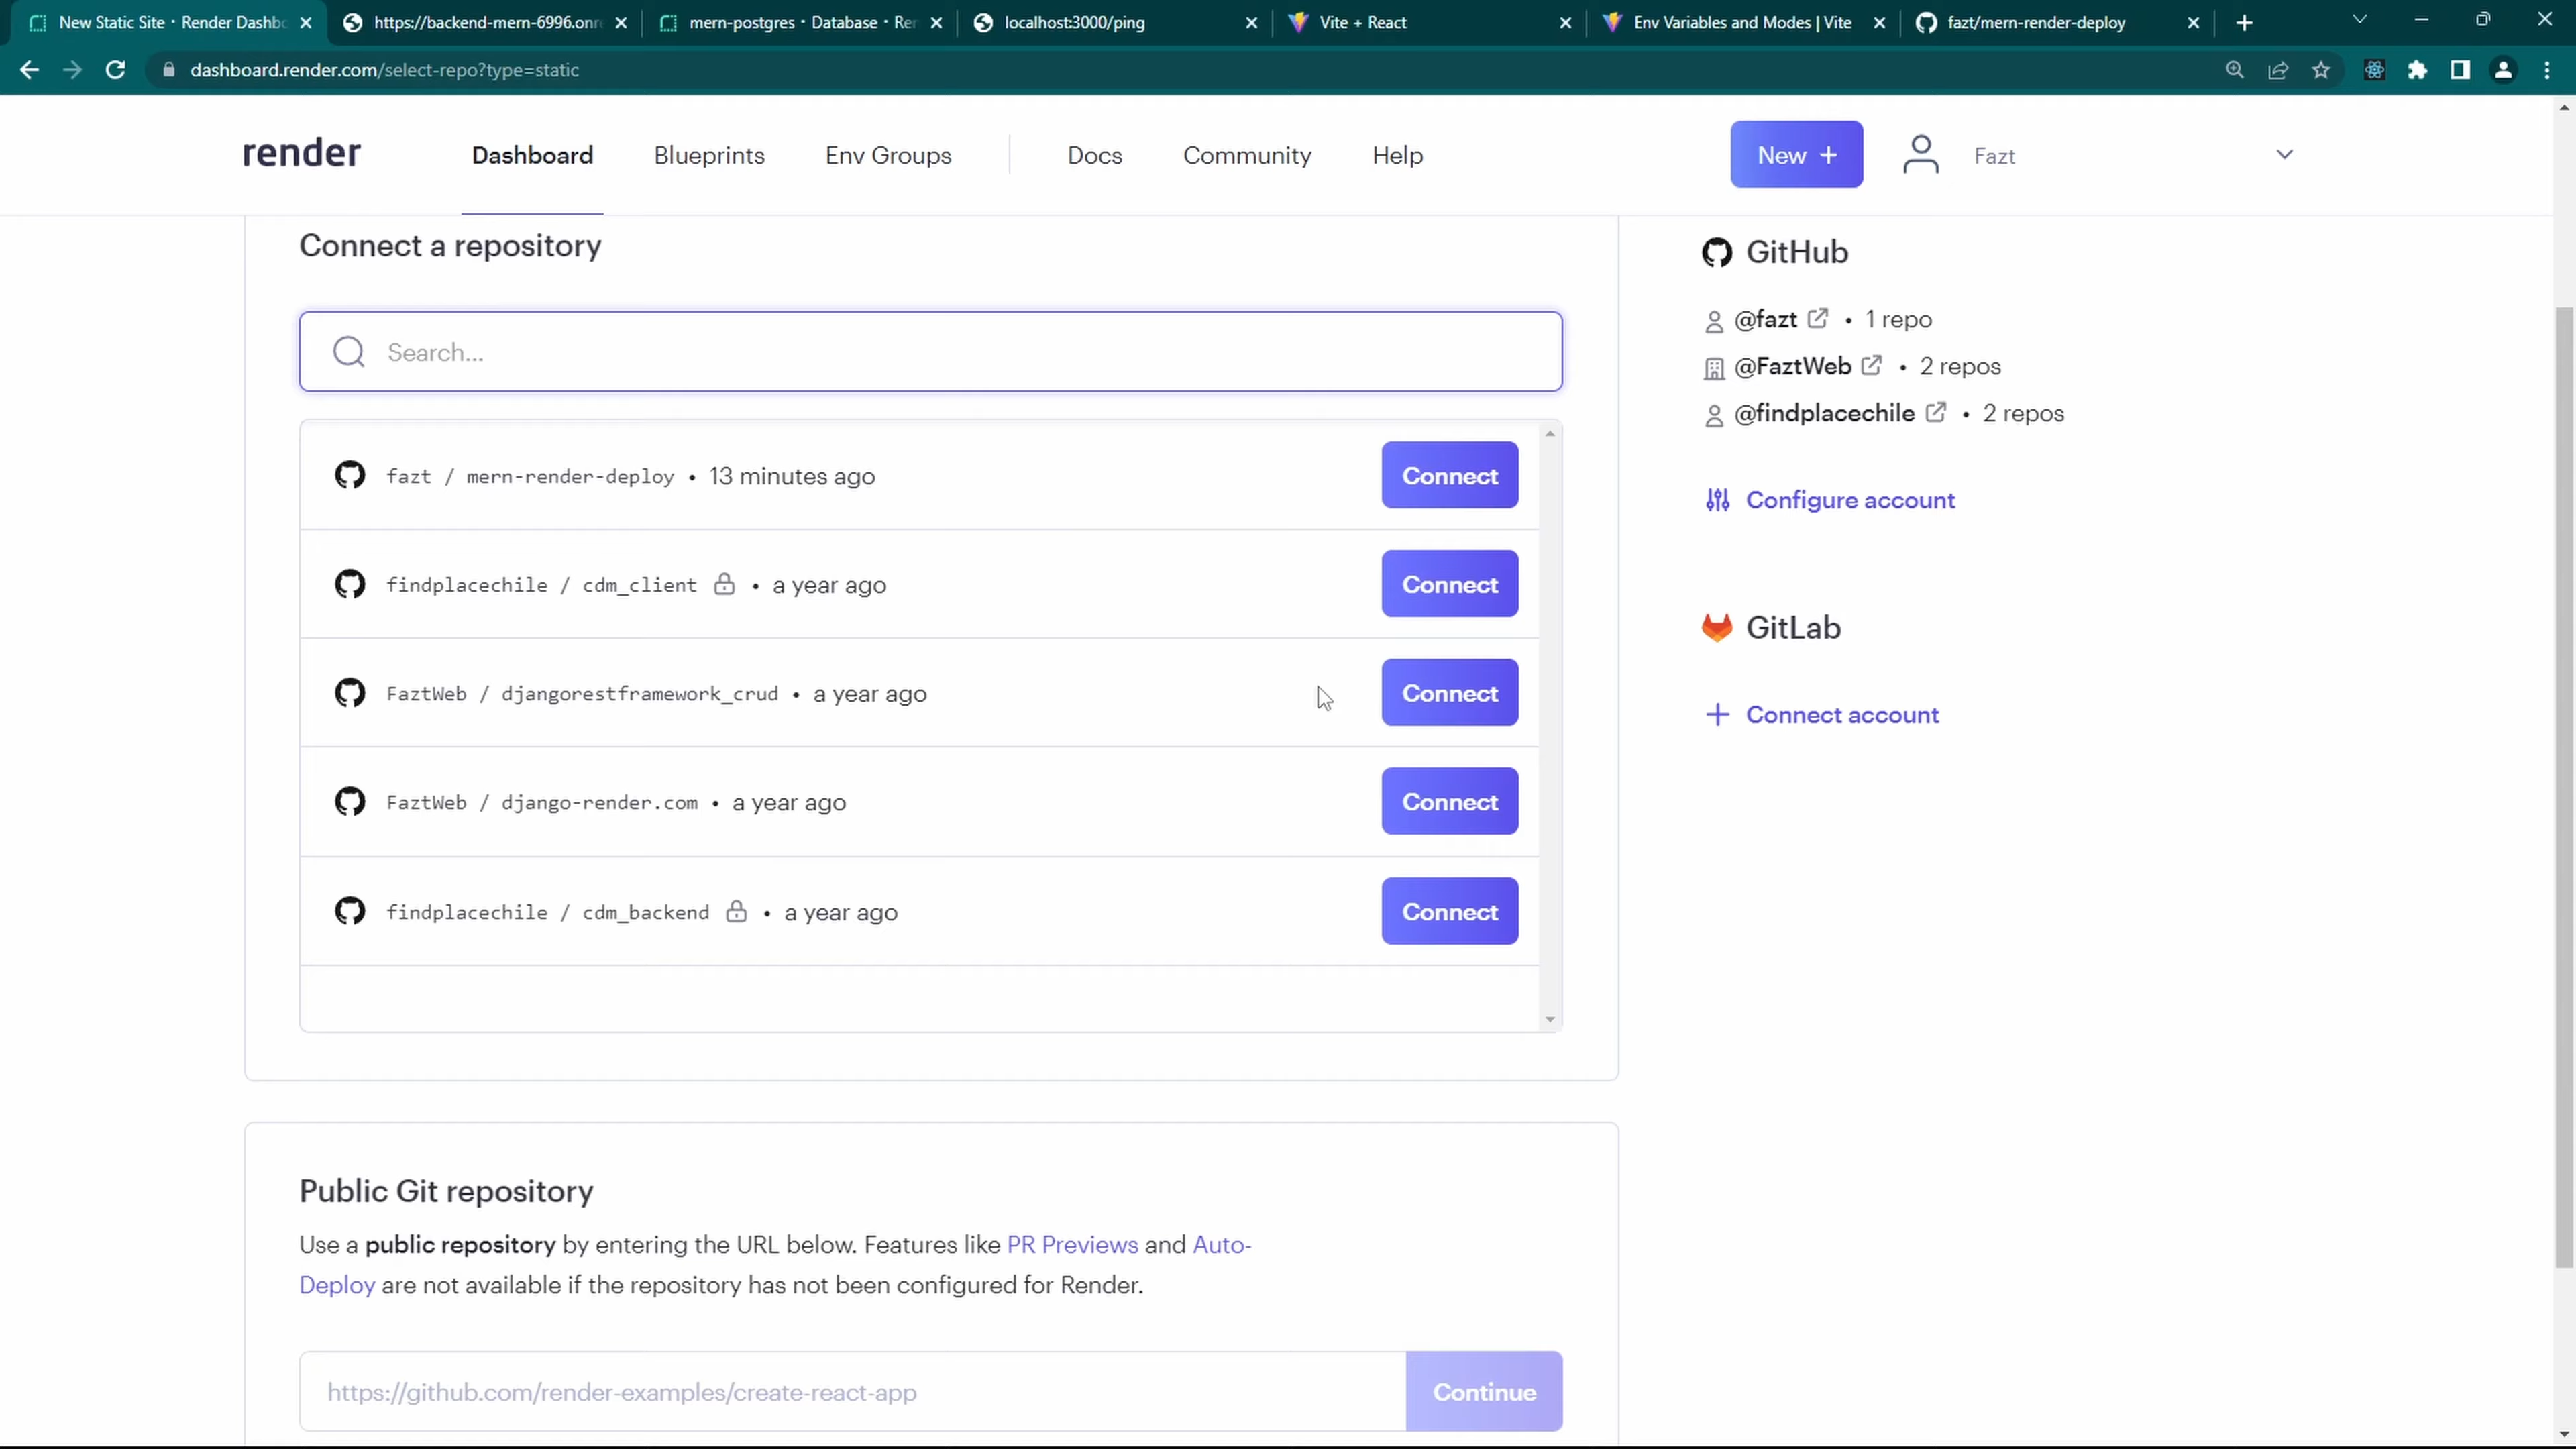 New Static Site · Render Dashbo
https://backend-mern-6996.onre
mern-postgres · Database · Ren
localhost:3000/ping
Vite + React
Env Variables and Modes | Vite
fazt/mern-render-deploy
dashboard.render.com/select-repo?type=static
render
Dashboard
Blueprints
Env Groups
Docs
Community
Help
New +
Fazt
Connect a repository
Search...
fazt / mern-render-deploy • 13 minutes ago
Connect
findplacechile / cdm_client • a year ago
Connect
FaztWeb / djangorestframework_crud • a year ago
Connect
FaztWeb / django-render.com • a year ago
Connect
findplacechile / cdm_backend • a year ago
Connect
GitHub
@fazt • 1 repo
@FaztWeb • 2 repos
@findplacechile • 2 repos
Configure account
GitLab
Connect account
Public Git repository
Use a public repository by entering the URL below. Features like PR Previews and Auto-
Deploy are not available if the repository has not been configured for Render.
https://github.com/render-examples/create-react-app
Continue